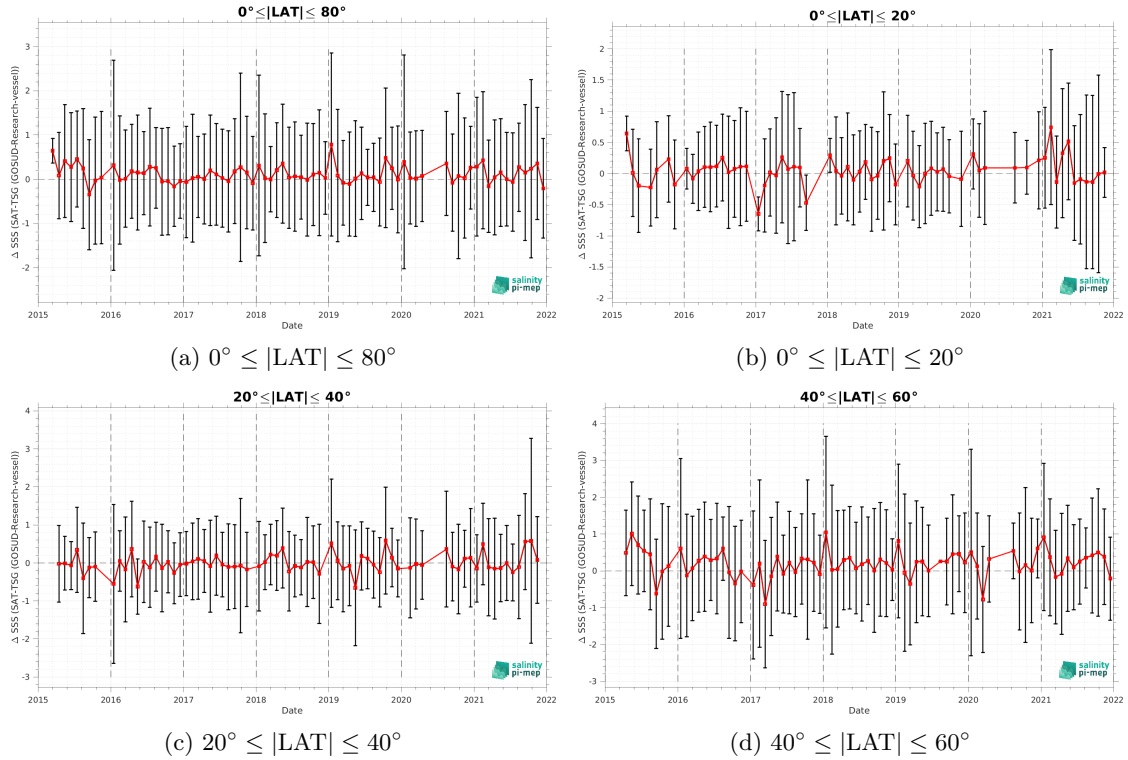 0°≤|LAT|≤ 80°
Δ SSS (SAT-TSG (GOSUD-Research-vessel))
3
2
1
0
-1
-2
2015 2016 2017 2018 2019 2020 2021 2022
Date
salinity
pi-mep
(a) 0° ≤ |LAT| ≤ 80°
0°≤|LAT|≤ 20°
Δ SSS (SAT-TSG (GOSUD-Research-vessel))
2
1.5
1
0.5
0
-0.5
-1
-1.5
-2
2015 2016 2017 2018 2019 2020 2021 2022
Date
salinity
pi-mep
(b) 0° ≤ |LAT| ≤ 20°
20°≤|LAT|≤ 40°
Δ SSS (SAT-TSG (GOSUD-Research-vessel))
4
3
2
1
0
-1
-2
-3
2015 2016 2017 2018 2019 2020 2021 2022
Date
salinity
pi-mep
(c) 20° ≤ |LAT| ≤ 40°
40°≤|LAT|≤ 60°
Δ SSS (SAT-TSG (GOSUD-Research-vessel))
4
3
2
1
0
-1
-2
-3
2015 2016 2017 2018 2019 2020 2021 2022
Date
salinity
pi-mep
(d) 40° ≤ |LAT| ≤ 60°